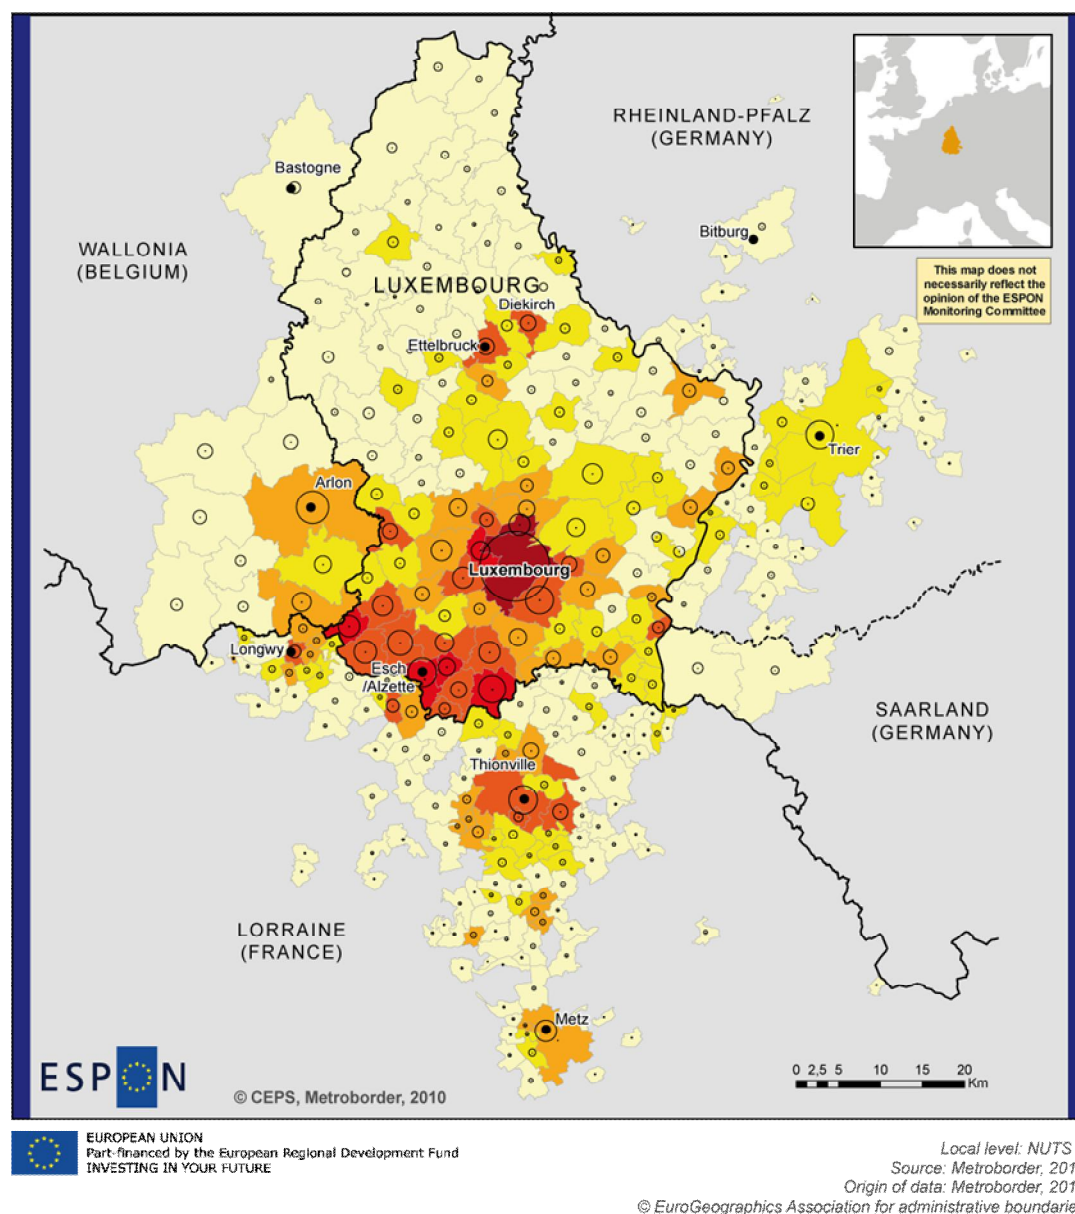 RHEINLAND-PFALZ
(GERMANY)
Bastogne
Bitburg
WALLONIA
(BELGIUM)
This map does not
necessarily reflect the
opinion of the ESPON
Monitoring Committee
LUXEMBOURG
Diekirch
Ettelbruck
Trier
Arlon
Luxembourg
Longwy
Esch
/Alzette
SAARLAND
(GERMANY)
Thionville
LORRAINE
(FRANCE)
Metz
ESPON
© CEPS, Metroborder, 2010
0 2,5 5 10 15 20
Km
EUROPEAN UNION
Part-financed by the European Regional Development Fund
INVESTING IN YOUR FUTURE
Local level: NUTS
Source: Metroborder, 201
Origin of data: Metroborder, 201
© EuroGeographics Association for administrative boundarie